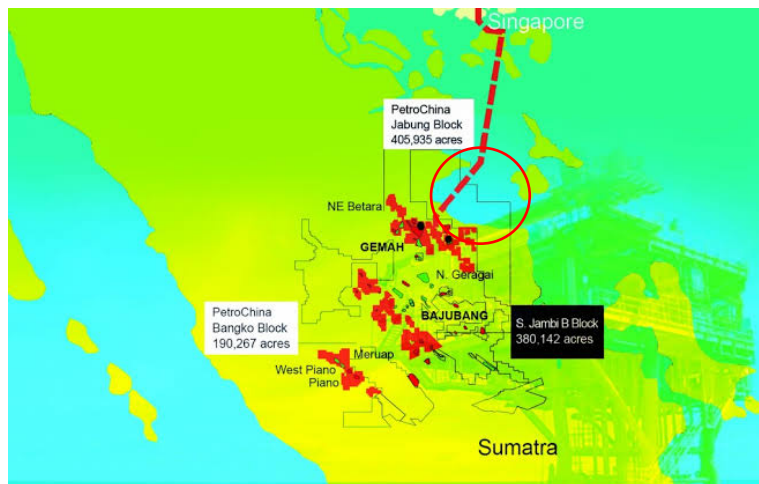 Singapore
PetroChina
Jabung Block
405,935 acres
NE Betara
GEMAH
N. Geragai
PetroChina
Bangko Block
190,267 acres
BAJUBANG
S. Jambi B Block
380,142 acres
Meruap
West Piano
Piano
Sumatra